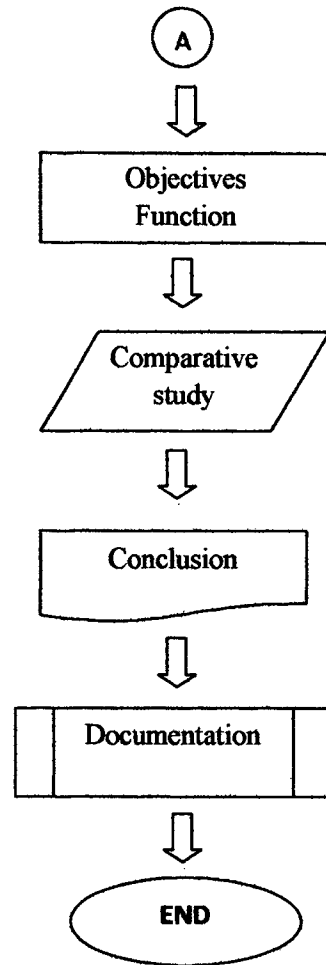 A
Objectives
Function
Comparative
study
Conclusion
Documentation
END